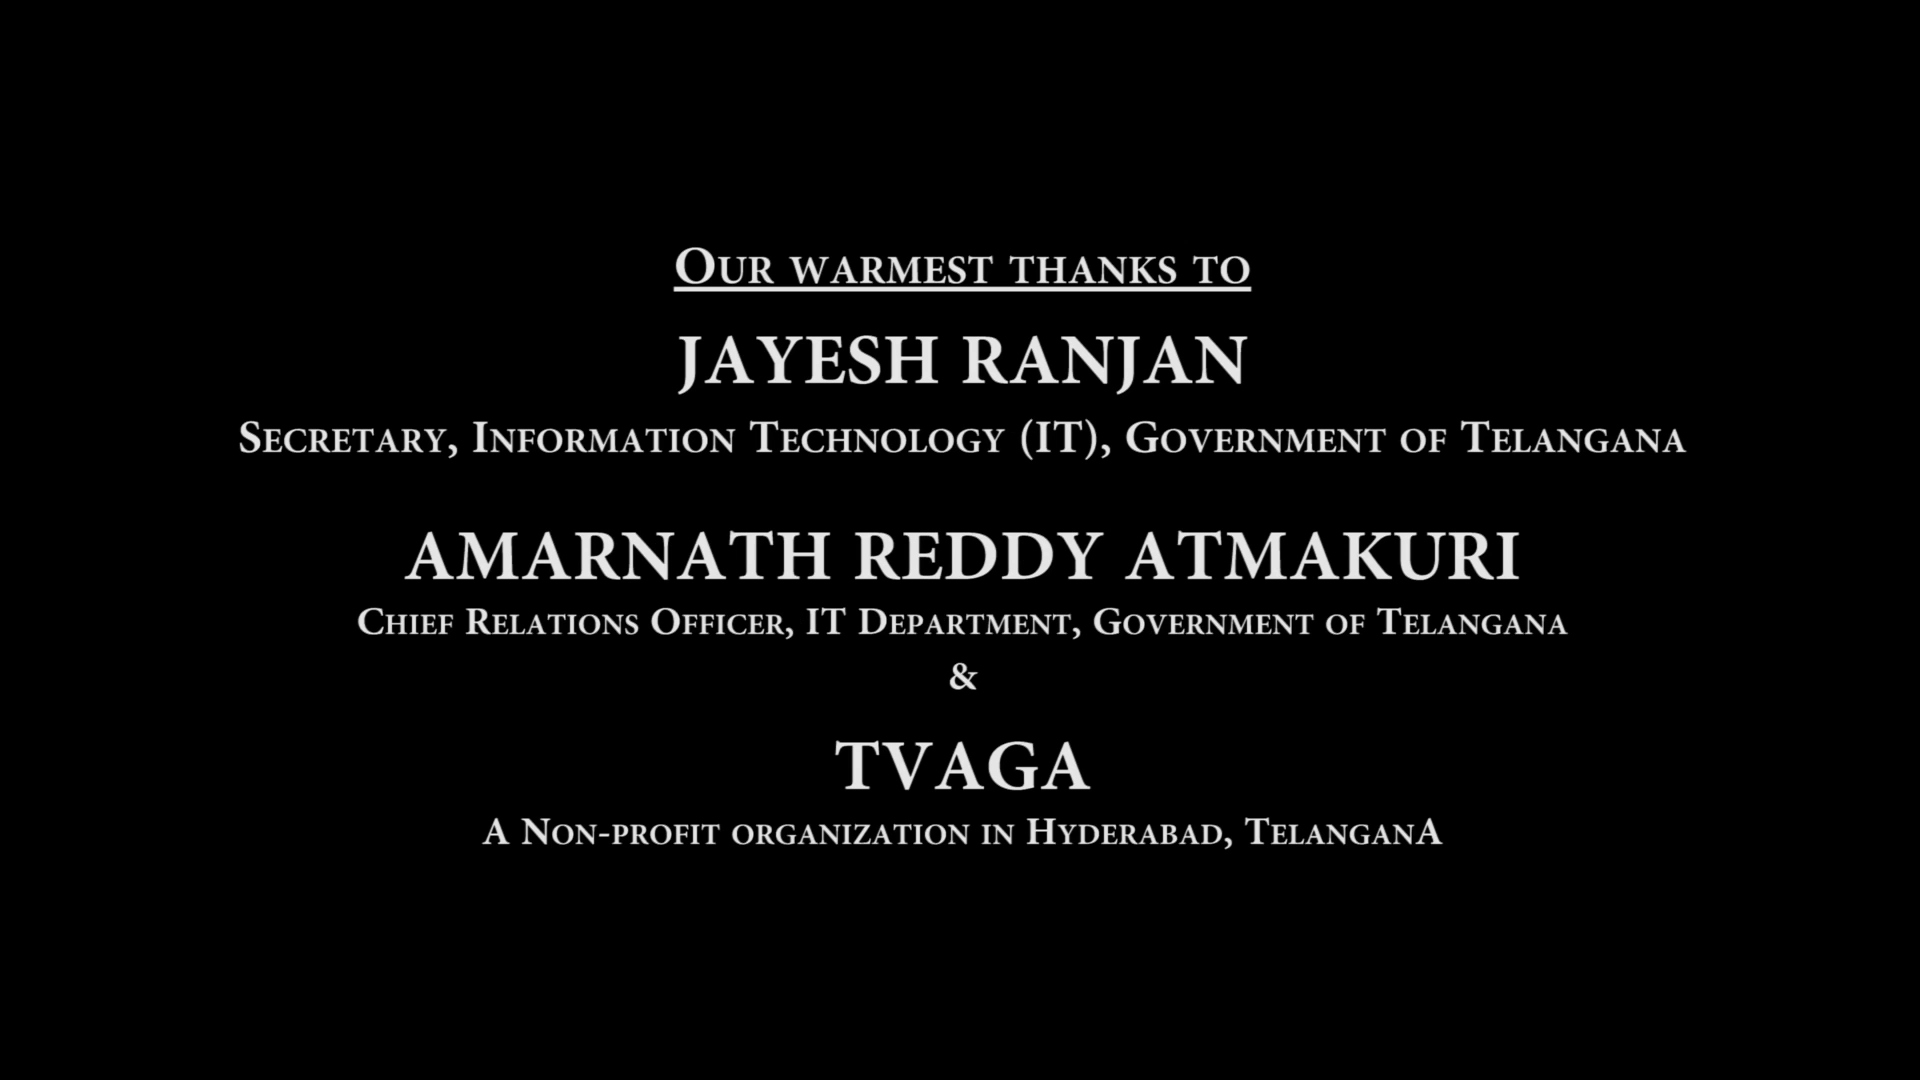 Our warmest thanks to
JAYESH RANJAN
Secretary, Information Technology (IT), Government of Telangana
AMARNATH REDDY ATMAKURI
Chief Relations Officer, IT Department, Government of Telangana
&
TVAGA
A Non-profit organization in Hyderabad, TelanganA